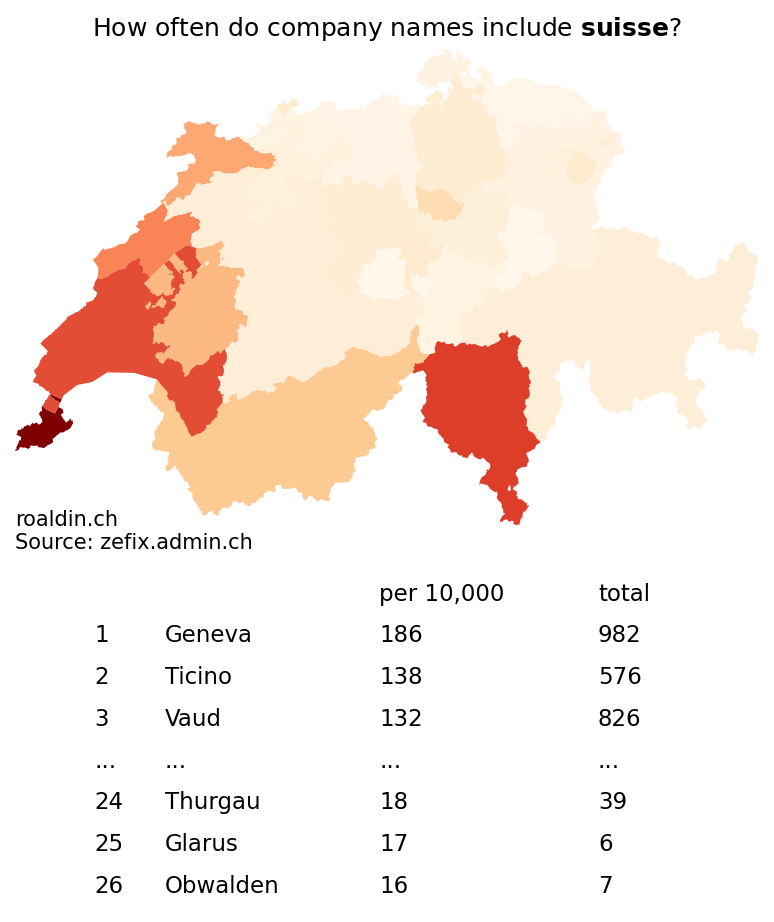 How often do company names include suisse?
roaldin.ch
Source: zefix.admin.ch
per 10,000 total
1 Geneva 186 982
2 Ticino 138 576
3 Vaud 132 826
... ... ... ...
24 Thurgau 18 39
25 Glarus 17 6
26 Obwalden 16 7